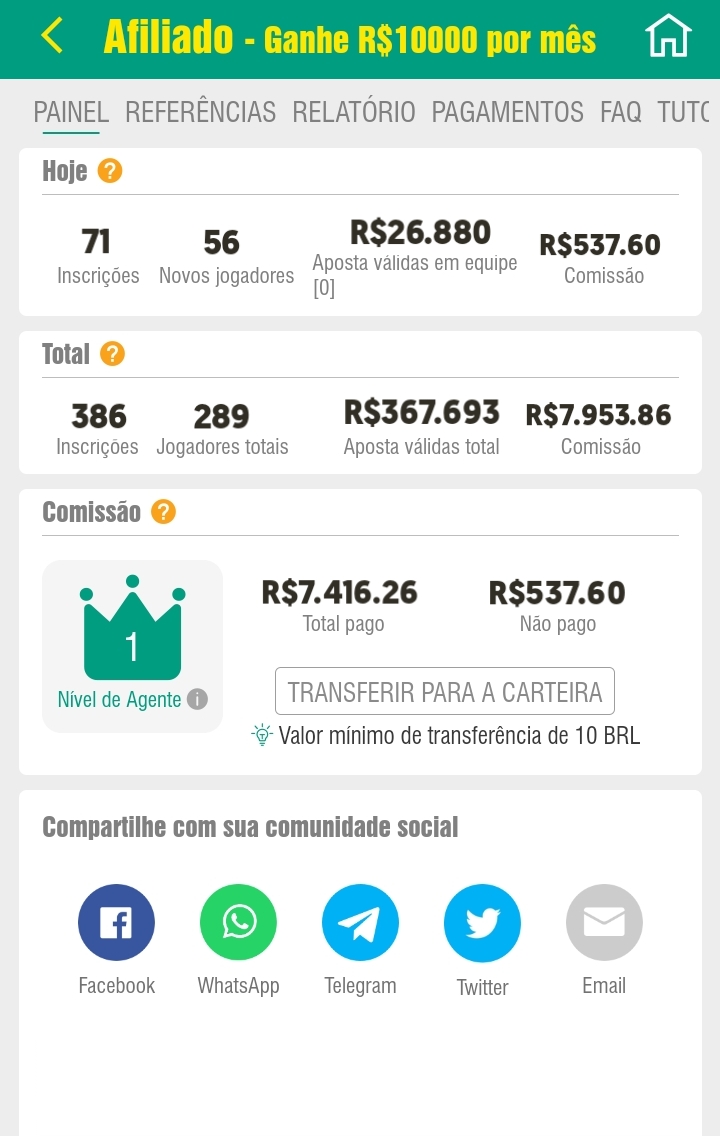 Afiliado - Ganhe R$10000 por mês
PAINEL REFERÊNCIAS RELATÓRIO PAGAMENTOS FAQ TUTO
Hoje ?
71 56 R$26.880 R$537.60
Inscrições Novos jogadores Aposta válidas em equipe [0] Comissão
Total ?
386 289 R$367.693 R$7.953.86
Inscrições Jogadores totais Aposta válidas total Comissão
Comissão ?
R$7.416.26 R$537.60
Total pago Não pago
1
Nível de Agente i
TRANSFERIR PARA A CARTEIRA
Valor mínimo de transferência de 10 BRL
Compartilhe com sua comunidade social
Facebook WhatsApp Telegram Twitter Email